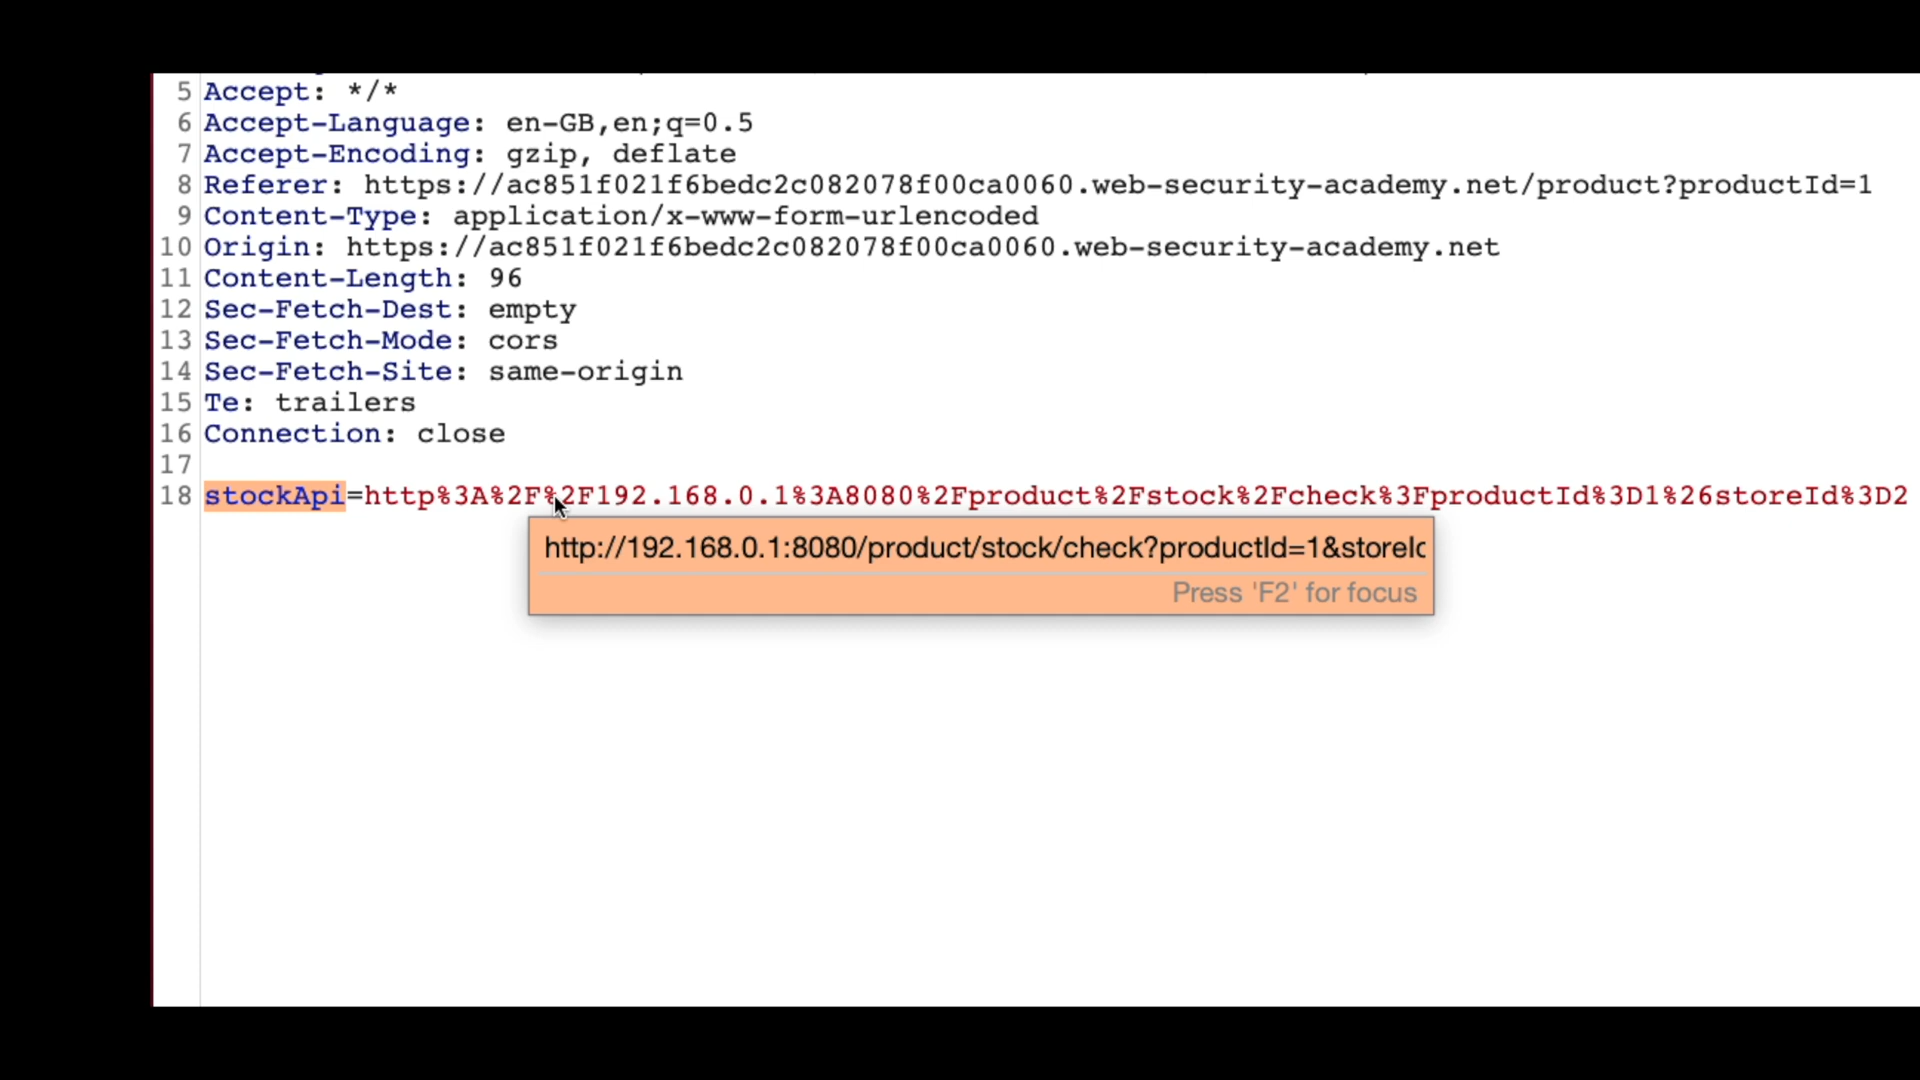 5 Accept: */*
6 Accept-Language: en-GB,en;q=0.5
7 Accept-Encoding: gzip, deflate
8 Referer: https://ac851f021f6bedc2c082078f00ca0060.web-security-academy.net/product?productId=1
9 Content-Type: application/x-www-form-urlencoded
10 Origin: https://ac851f021f6bedc2c082078f00ca0060.web-security-academy.net
11 Content-Length: 96
12 Sec-Fetch-Dest: empty
13 Sec-Fetch-Mode: cors
14 Sec-Fetch-Site: same-origin
15 Te: trailers
16 Connection: close
17
18 stockApi=http%3A%2F%2F192.168.0.1%3A8080%2Fproduct%2Fstock%2Fcheck%3FproductId%3D1%26storeId%3D2
http://192.168.0.1:8080/product/stock/check?productId=1&storeI
Press 'F2' for focus